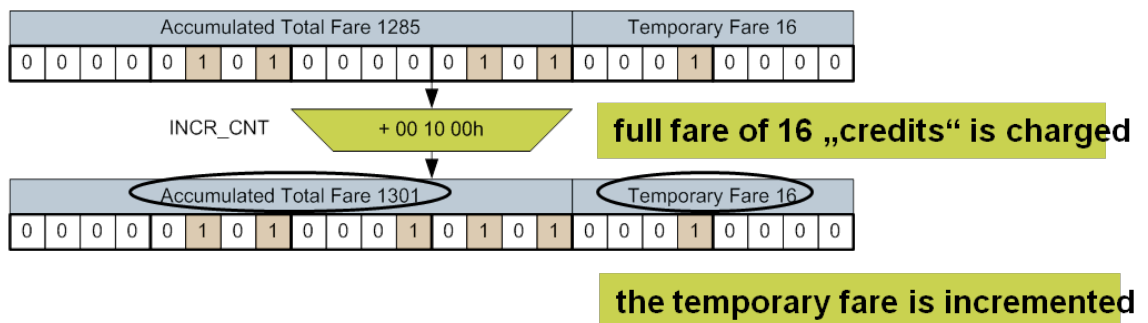 Accumulated Total Fare 1285 Temporary Fare 16
0 0 0 0 0 1 0 1 0 0 0 0 0 1 0 1 0 0 0 1 0 0 0 0
INCR_CNT + 00 10 00h full fare of 16 „credits“ is charged
Accumulated Total Fare 1301 Temporary Fare 16
0 0 0 0 0 1 0 1 0 0 0 1 0 1 0 1 0 0 0 1 0 0 0 0
the temporary fare is incremented